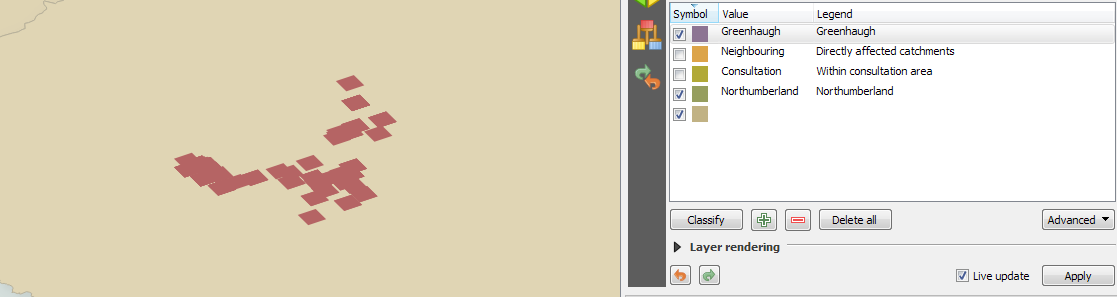 Symbol Value Legend
Greenhaugh Greenhaugh
Neighbouring Directly affected catchments
Consultation Within consultation area
Northumberland Northumberland
Classify Delete all Advanced
Layer rendering
Live update Apply